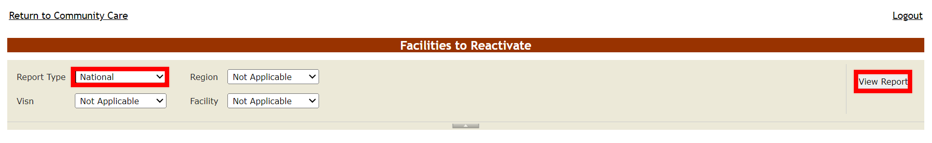 Return to Community Care Logout
Facilities to Reactivate
Report Type National Region Not Applicable View Report
Visn Not Applicable Facility Not Applicable